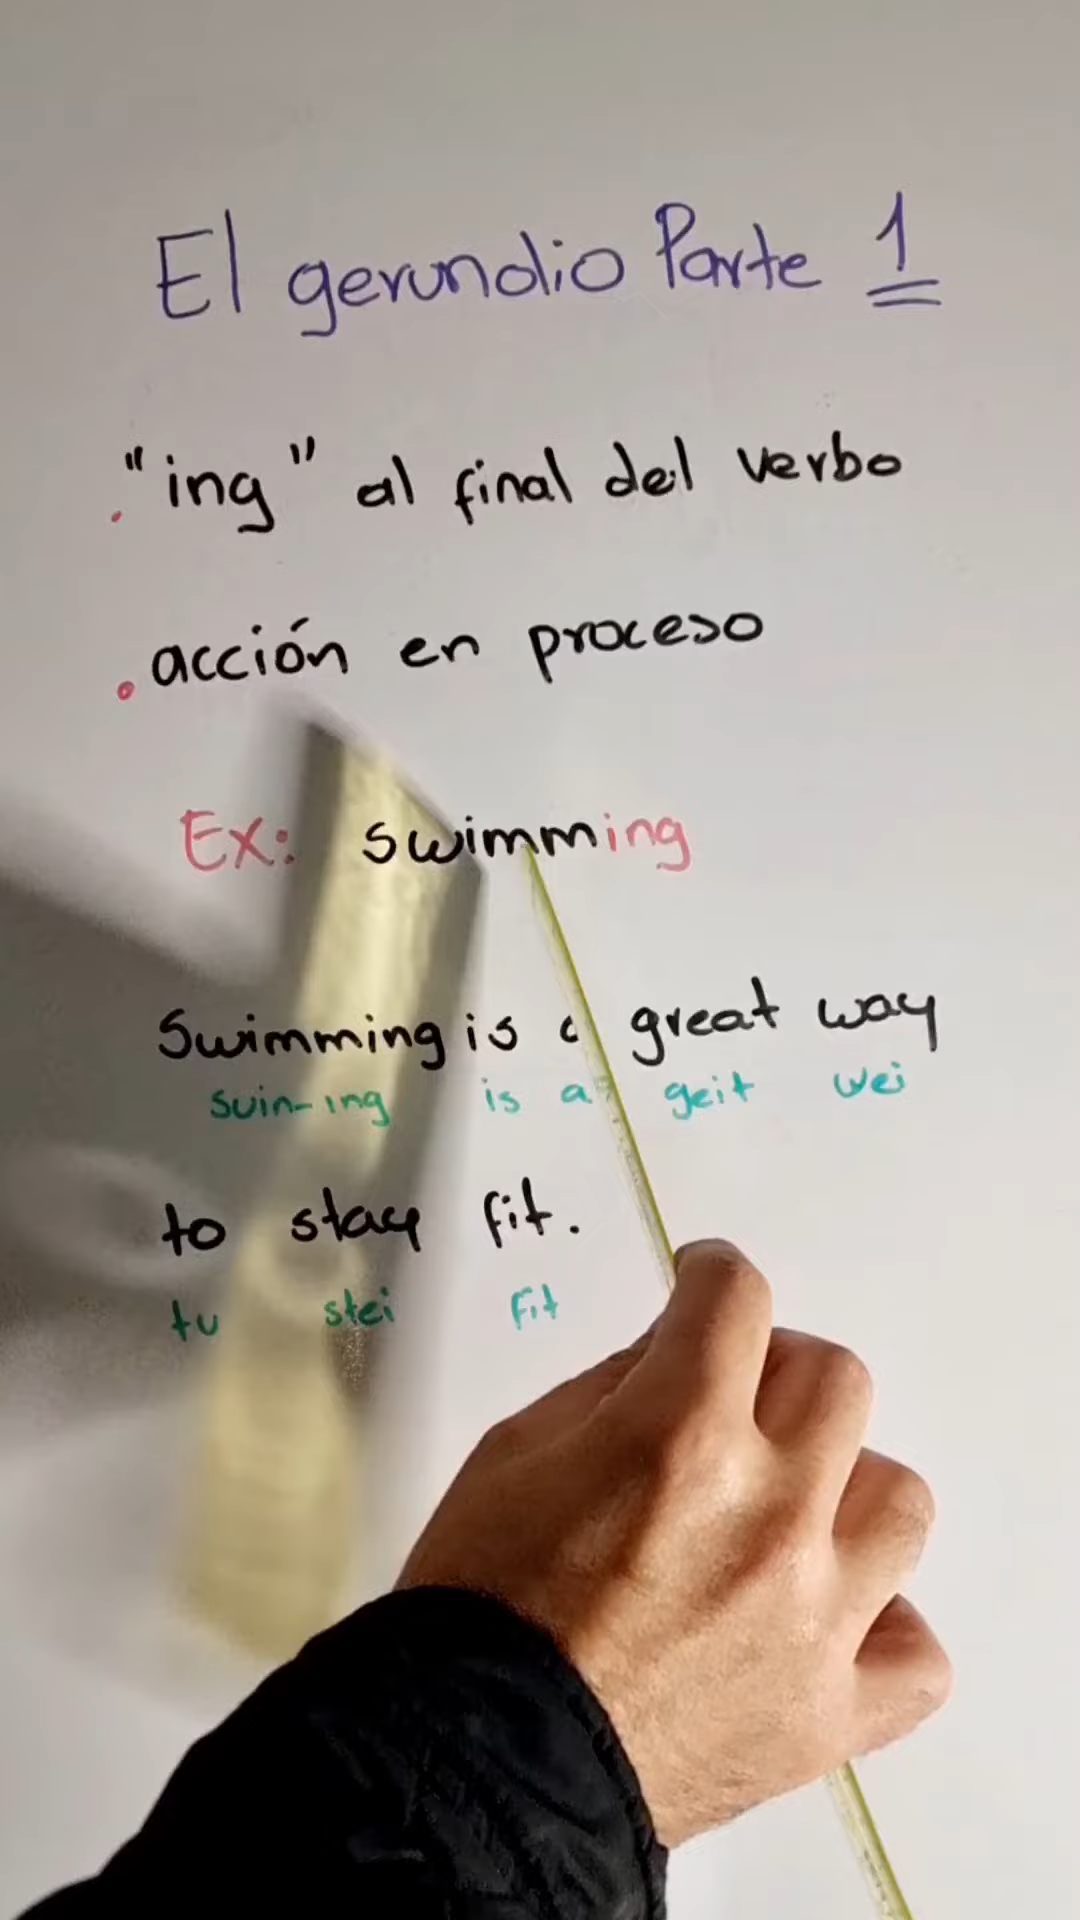 El gerundio Parte 1
"ing" al final del verbo
acción en proceso
Ex: swimming
Swimming is a great way
suin-ing is a geit wei
to stay fit.
tu stei fit